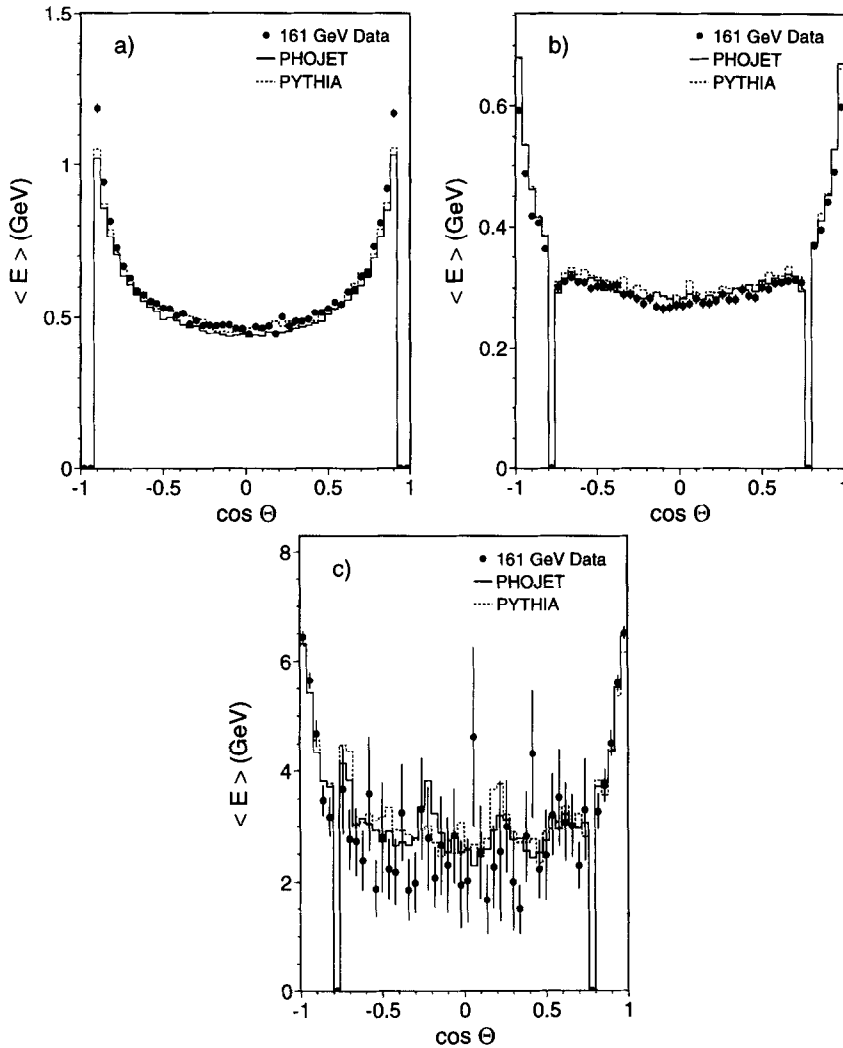 a)
161 GeV Data
PHOJET
PYTHIA
< E > (GeV)
1.5
1
0.5
0
-1 -0.5 0 0.5 1
cos Θ
b)
161 GeV Data
PHOJET
PYTHIA
< E > (GeV)
0.6
0.4
0.2
0
-1 -0.5 0 0.5 1
cos Θ
c)
161 GeV Data
PHOJET
PYTHIA
< E > (GeV)
8
6
4
2
0
-1 -0.5 0 0.5 1
cos Θ